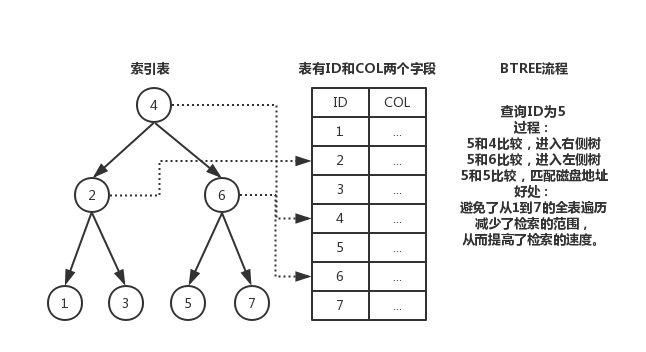 索引表
4
2
6
1
3
5
7
表有ID和COL两个字段
ID COL
1 ...
2 ...
3 ...
4 ...
5 ...
6 ...
7 ...
BTREE流程
查询ID为5
过程：
5和4比较，进入右侧树
5和6比较，进入左侧树
5和5比较，匹配磁盘地址
好处：
避免了从1到7的全表遍历
减少了检索的范围，
从而提高了检索的速度。